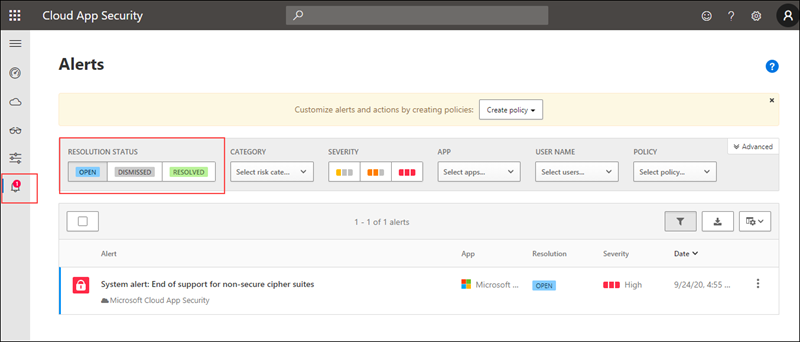 Cloud App Security
?
Alerts
?
Customize alerts and actions by creating policies: Create policy
Advanced
RESOLUTION STATUS CATEGORY SEVERITY APP USER NAME POLICY
OPEN DISMISSED RESOLVED Select risk cate... Select apps... Select users... Select policy...
1
1 - 1 of 1 alerts
Alert App Resolution Severity Date
System alert: End of support for non-secure cipher suites Microsoft ... OPEN High 9/24/20, 4:55 ...
Microsoft Cloud App Security